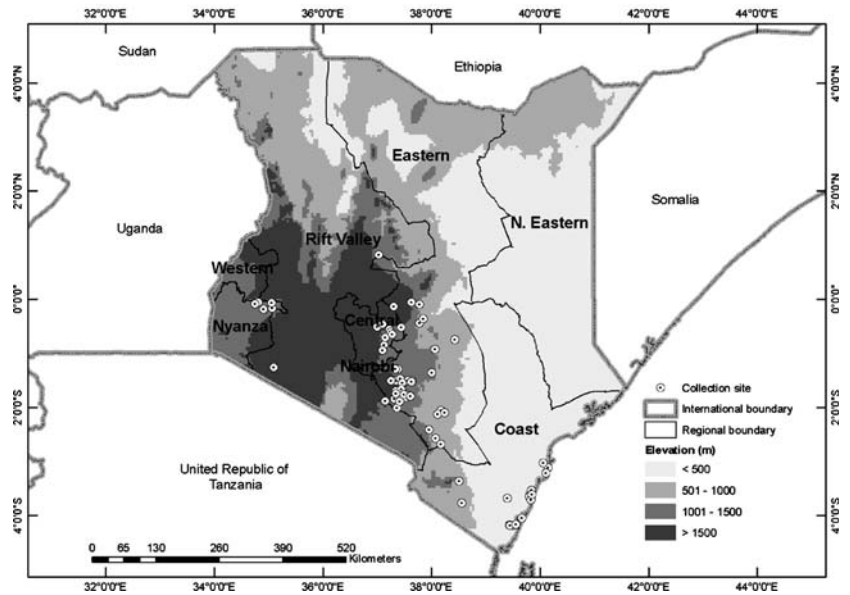 32°0'0"E 34°0'0"E 36°0'0"E 38°0'0"E 40°0'0"E 42°0'0"E 44°0'0"E
Sudan
Ethiopia
4°0'0"N
4°0'0"N
Eastern
2°0'0"N
2°0'0"N
N. Eastern
Somalia
Uganda
Rift Valley
Western
0°0'0"
0°0'0"
Nyanza
Central
Nairobi
Collection site
International boundary
Regional boundary
2°0'0"S
2°0'0"S
Coast
Elevation (m)
< 500
501 - 1000
1001 - 1500
> 1500
United Republic of
Tanzania
4°0'0"S
4°0'0"S
0 65 130 260 390 520
Kilometers
32°0'0"E 34°0'0"E 36°0'0"E 38°0'0"E 40°0'0"E 42°0'0"E 44°0'0"E